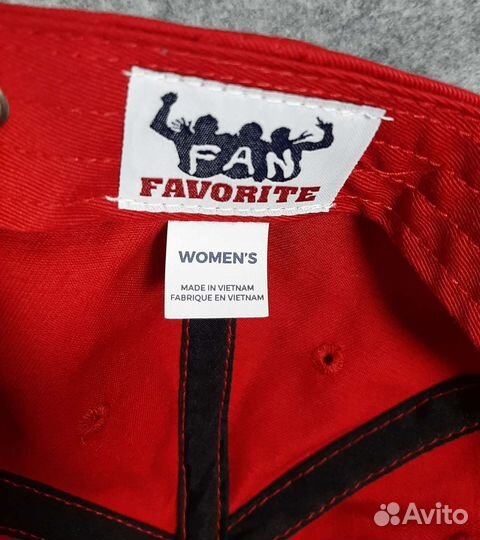 FAN
FAVORITE
WOMEN'S
MADE IN VIETNAM
FABRIQUE EN VIETNAM
Avito